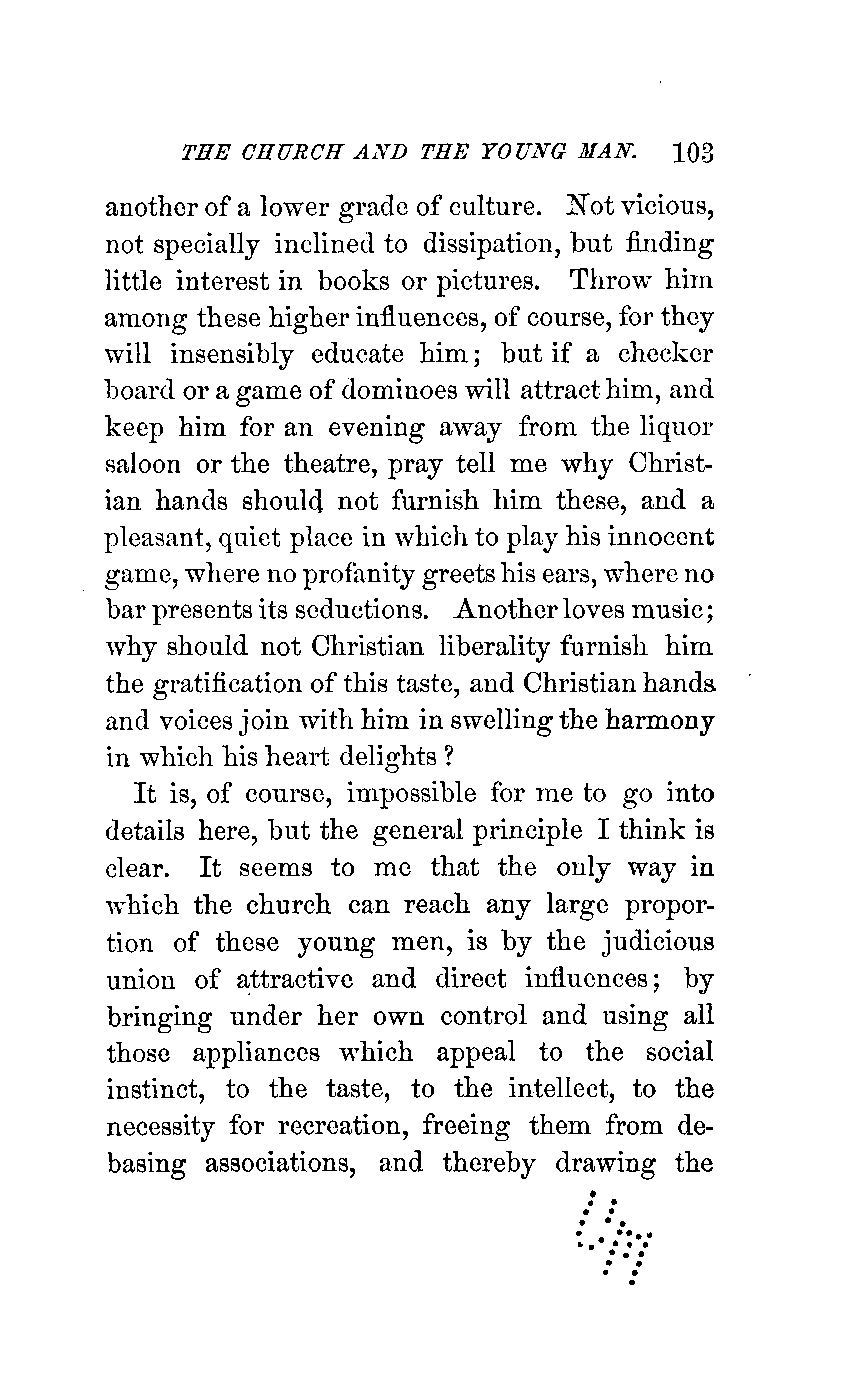 THE CHURCH AND THE YOUNG MAN. 103
another of a lower grade of culture. Not vicious,
not specially inclined to dissipation, but finding
little interest in books or pictures. Throw him
among these higher influences, of course, for they
will insensibly educate him; but if a checker
board or a game of dominoes will attract him, and
keep him for an evening away from the liquor
saloon or the theatre, pray tell me why Christ-
ian hands should not furnish him these, and a
pleasant, quiet place in which to play his innocent
game, where no profanity greets his ears, where no
bar presents its seductions. Another loves music;
why should not Christian liberality furnish him
the gratification of this taste, and Christian hands
and voices join with him in swelling the harmony
in which his heart delights ?
It is, of course, impossible for me to go into
details here, but the general principle I think is
clear. It seems to me that the only way in
which the church can reach any large propor-
tion of these young men, is by the judicious
union of attractive and direct influences; by
bringing under her own control and using all
those appliances which appeal to the social
instinct, to the taste, to the intellect, to the
necessity for recreation, freeing them from de-
basing associations, and thereby drawing the